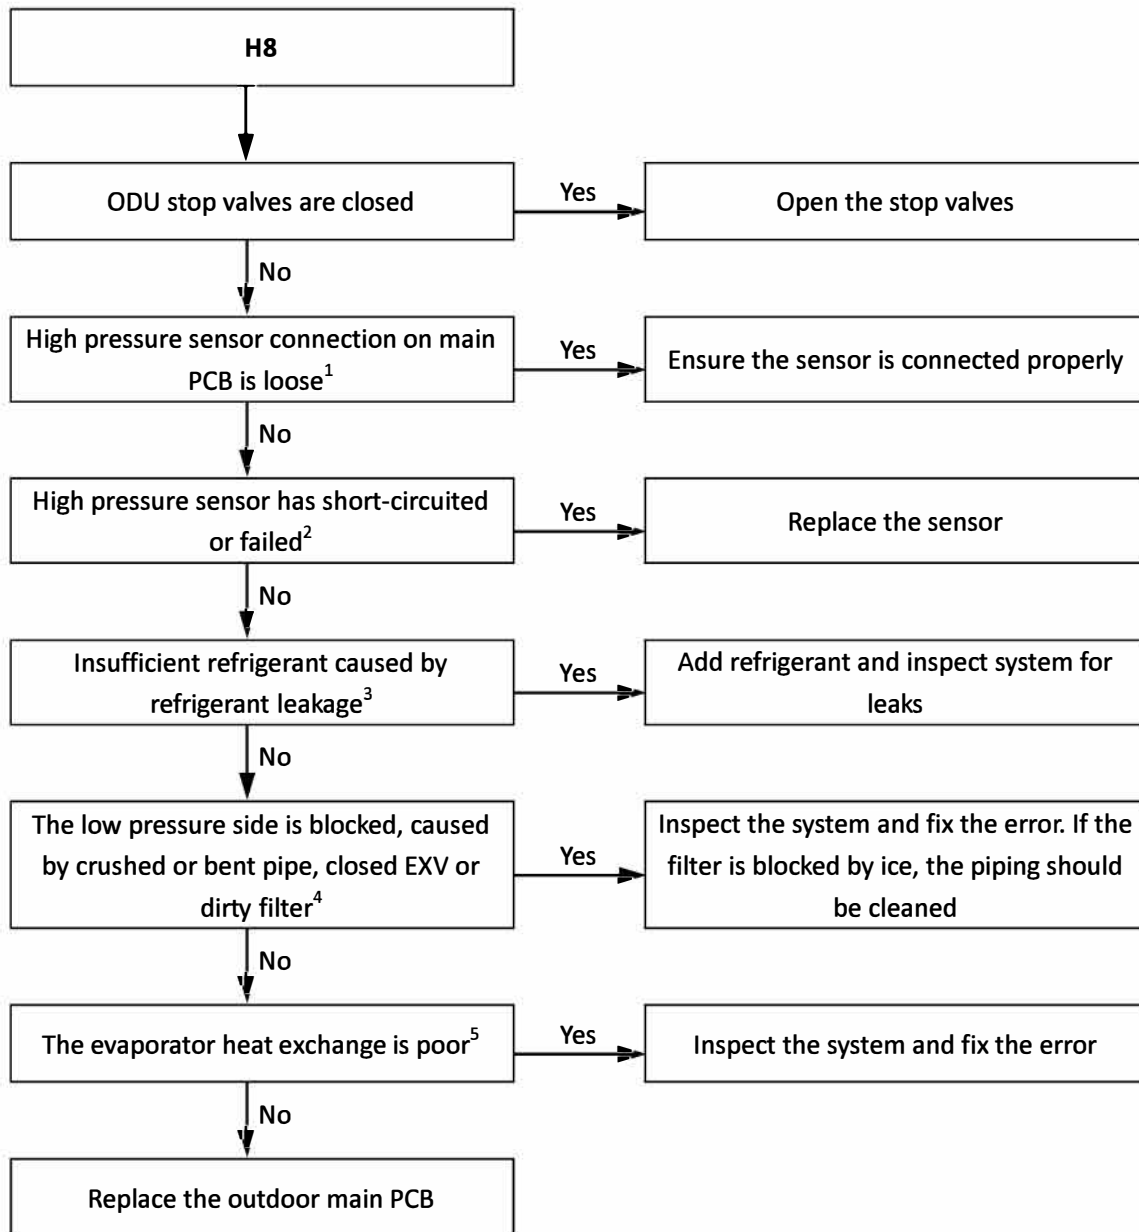 H8
ODU stop valves are closed
Yes
Open the stop valves
No
High pressure sensor connection on main
PCB is loose1
Yes
Ensure the sensor is connected properly
No
High pressure sensor has short-circuited
or failed2
Yes
Replace the sensor
No
Insufficient refrigerant caused by
refrigerant leakage3
Yes
Add refrigerant and inspect system for
leaks
No
The low pressure side is blocked, caused
by crushed or bent pipe, closed EXV or
dirty filter4
Yes
Inspect the system and fix the error. If the
filter is blocked by ice, the piping should
be cleaned
No
The evaporator heat exchange is poor5
Yes
Inspect the system and fix the error
No
Replace the outdoor main PCB